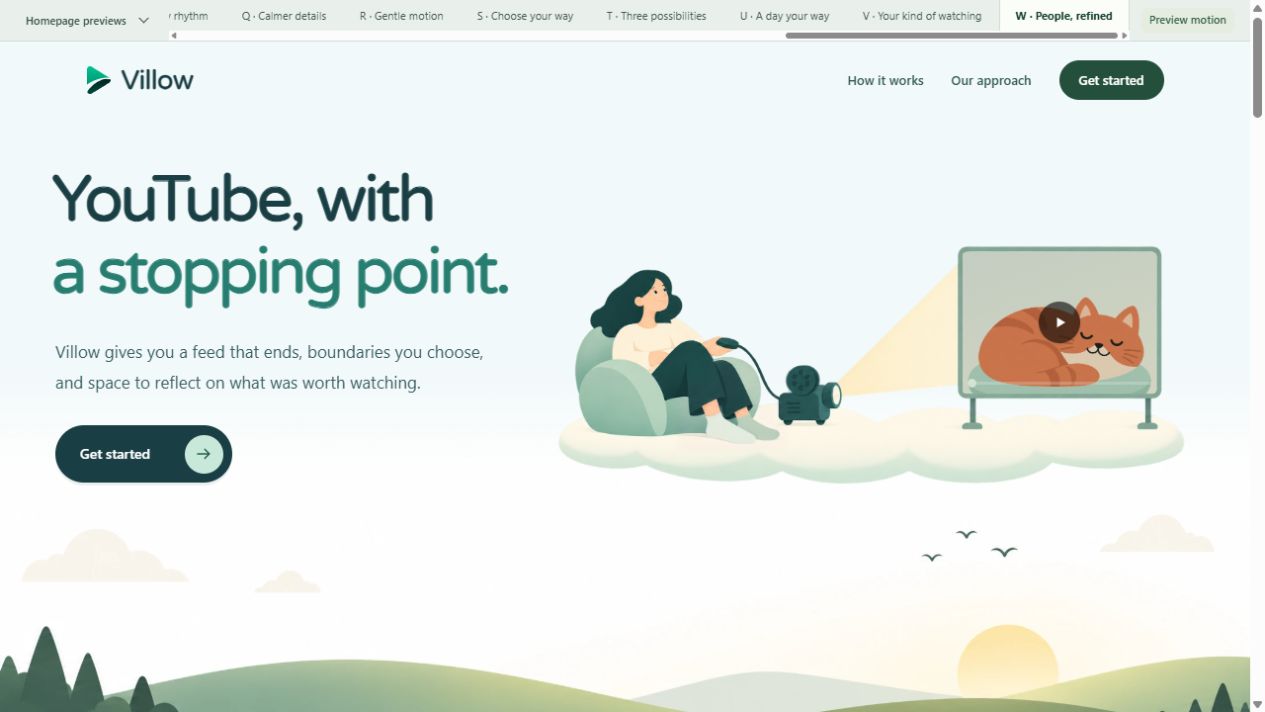 Homepage previews
rhythm
Q · Calmer details
R · Gentle motion
S · Choose your way
T · Three possibilities
U · A day your way
V · Your kind of watching
W · People, refined
Preview motion
Villow
How it works
Our approach
Get started
YouTube, with
a stopping point.
Villow gives you a feed that ends, boundaries you choose,
and space to reflect on what was worth watching.
Get started